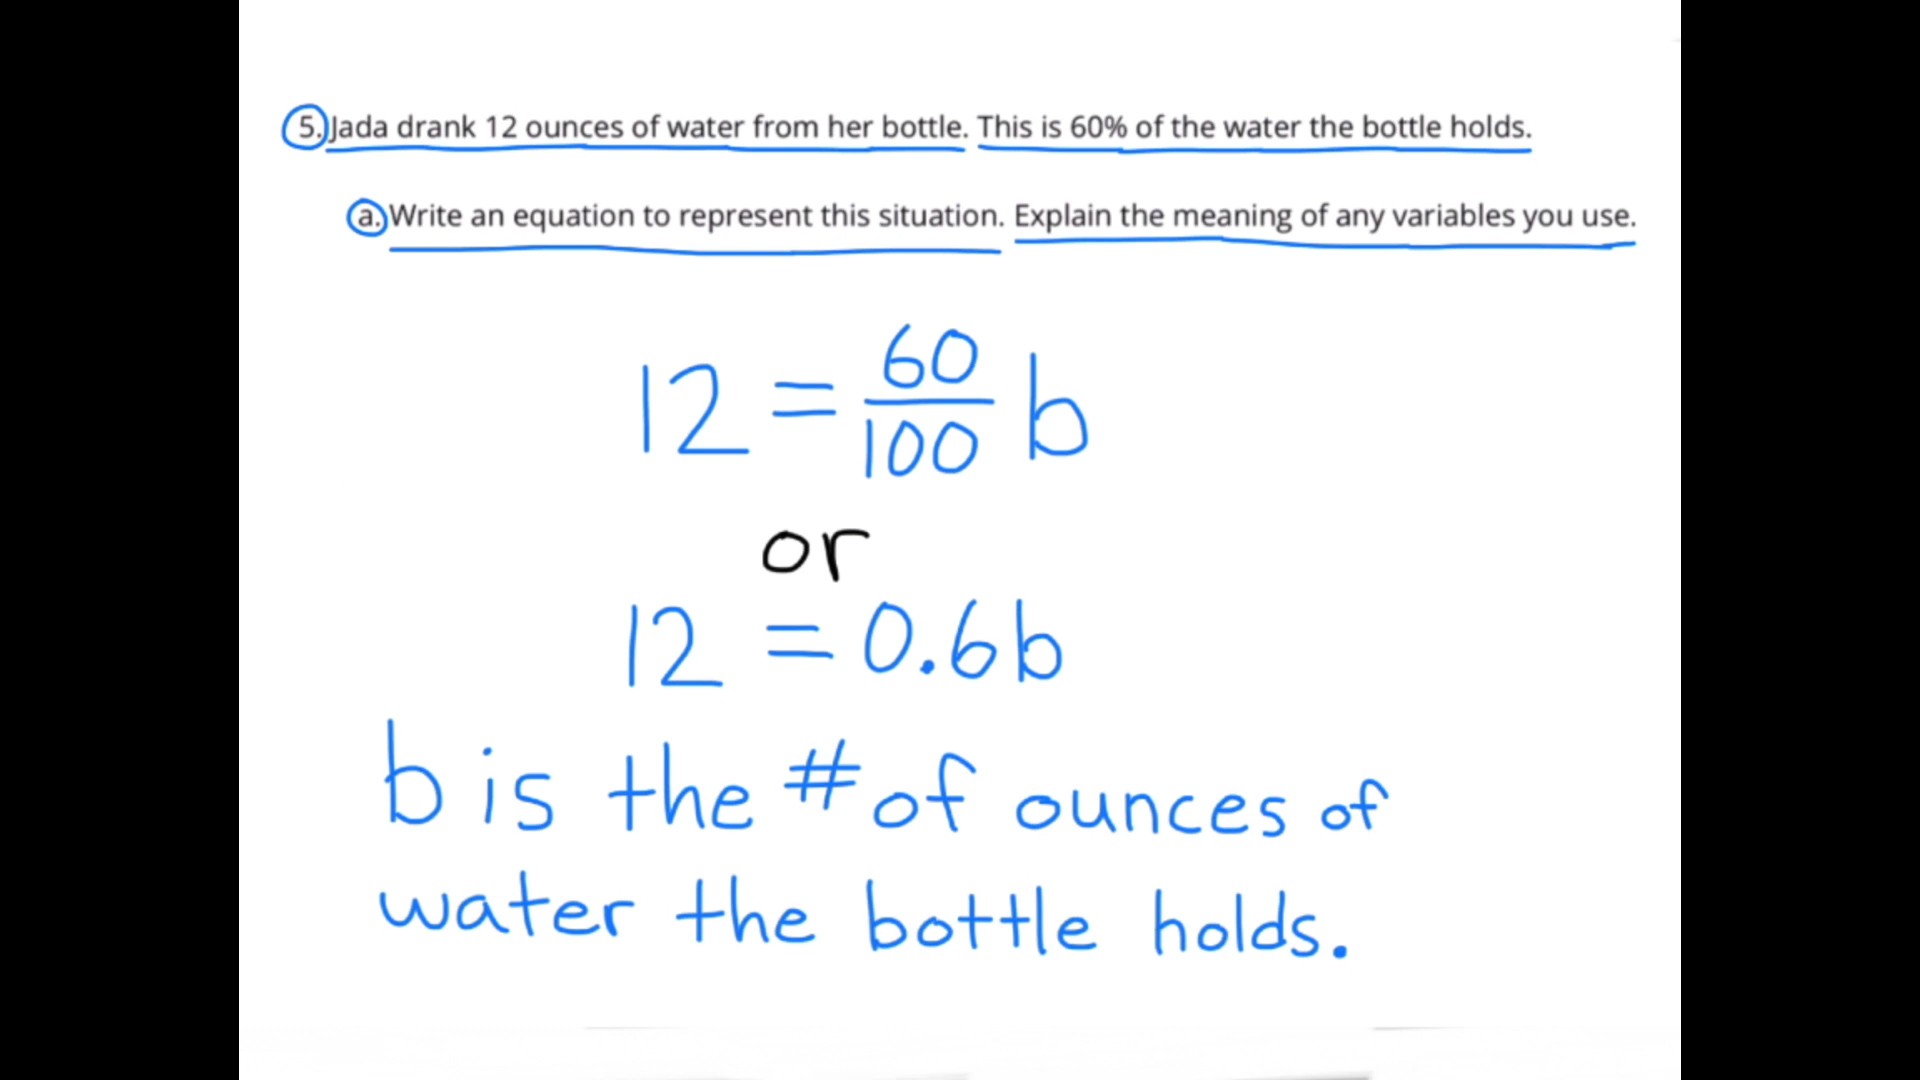 5. Jada drank 12 ounces of water from her bottle. This is 60% of the water the bottle holds.
a. Write an equation to represent this situation. Explain the meaning of any variables you use.
12 = 60/100 b
or
12 = 0.6b
b is the # of ounces of
water the bottle holds.